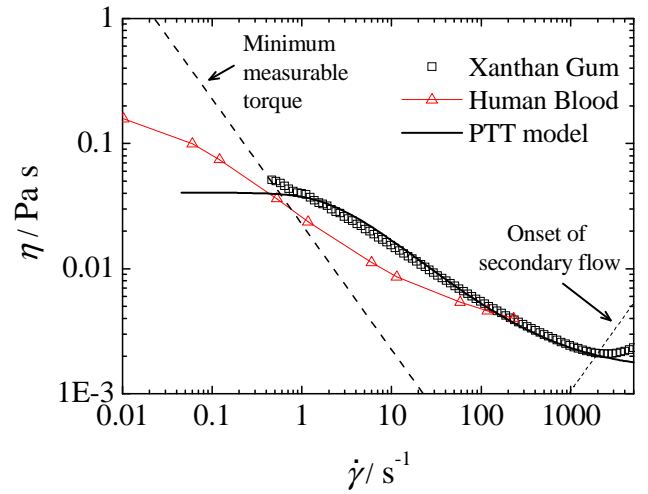 1
0.1
0.01
1E-3
η / Pa s
Minimum
measurable
torque
Xanthan Gum
Human Blood
PTT model
Onset of
secondary flow
0.01 0.1 1 10 100 1000
γ̇/ s⁻¹